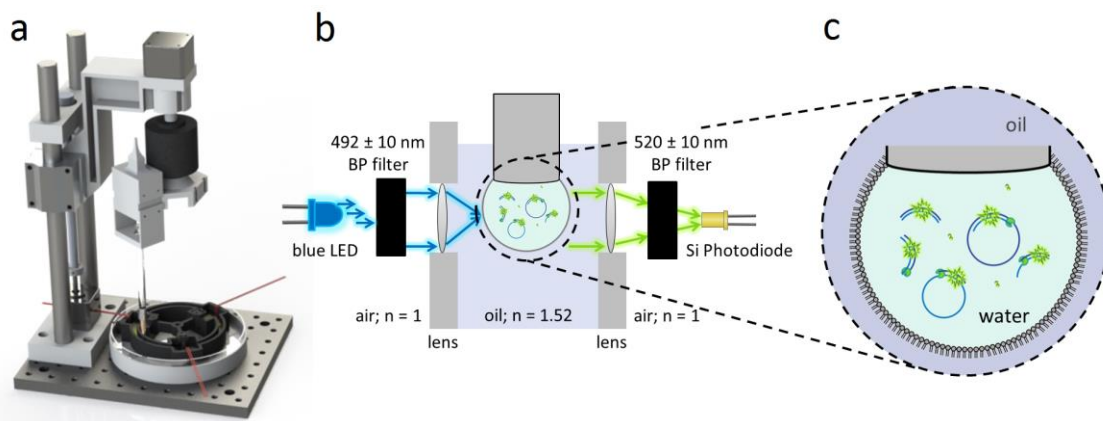 a
b
c
492 ± 10 nm
BP filter
520 ± 10 nm
BP filter
oil
blue LED
Si Photodiode
water
air; n = 1
oil; n = 1.52
air; n = 1
lens
lens